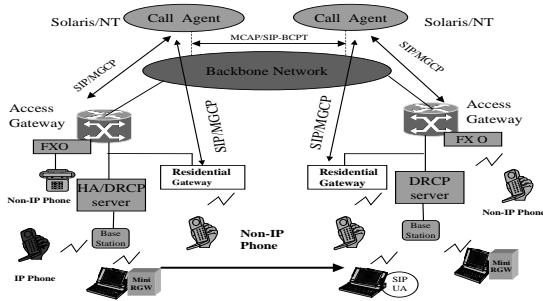 Solaris/NT
Call Agent
Call Agent
Solaris/NT
MCAP/SIP-BCPT
SIP/MGCP
SIP/MGCP
Backbone Network
SIP/MGCP
SIP/MGCP
Access
Gateway
Access
Gateway
FXO
FX O
Non-IP Phone
HA/DRCP
server
Residential
Gateway
Residential
Gateway
DRCP
server
Non-IP Phone
Base
Station
Non-IP
Phone
Base
Station
IP Phone
Mini
RGW
SIP
UA
Mini
RGW